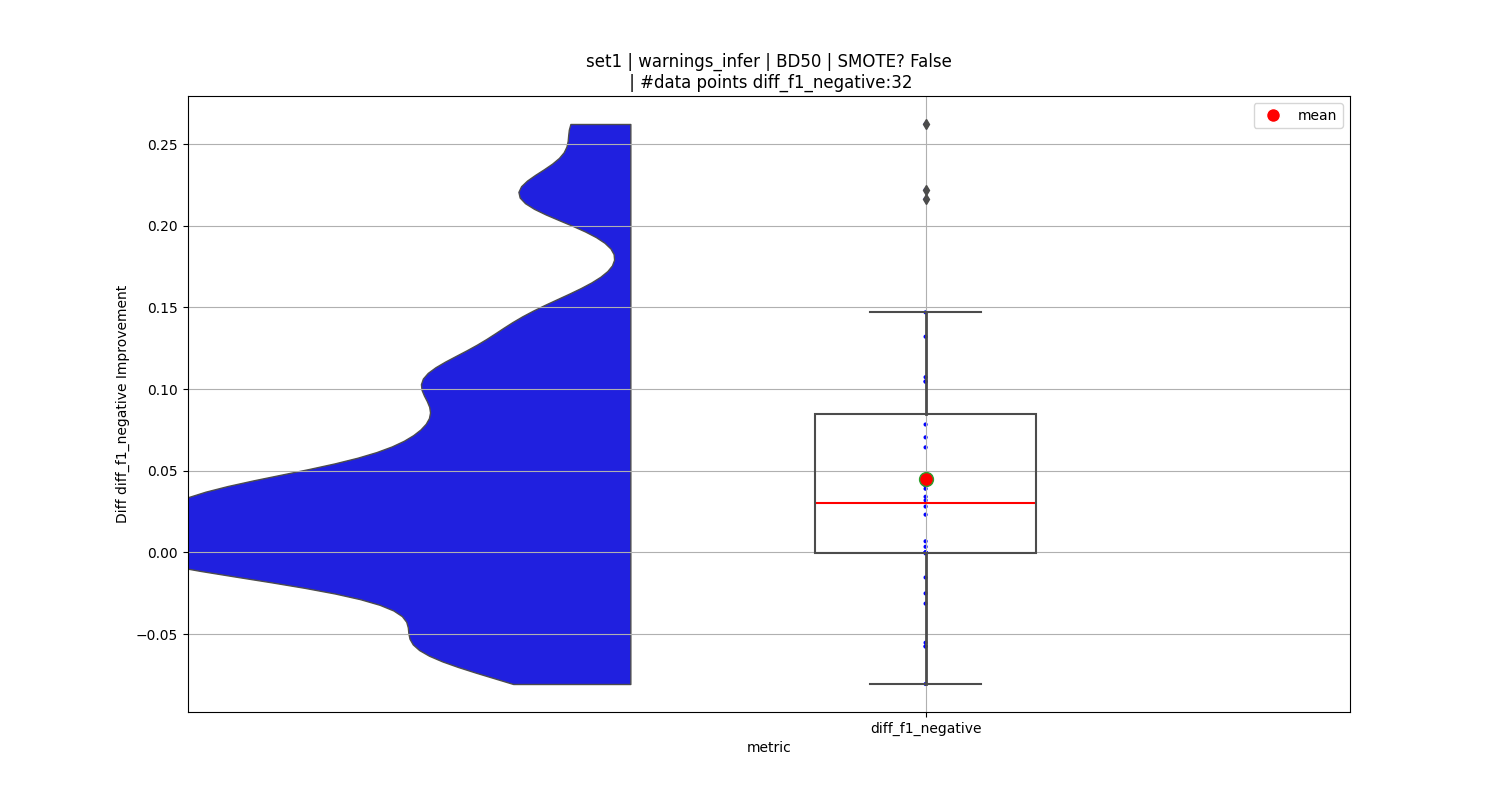 set1 | warnings_infer | BD50 | SMOTE? False
| #data points diff_f1_negative:32
mean
0.25
0.20
0.15
0.10
0.05
0.00
−0.05
Diff diff_f1_negative Improvement
diff_f1_negative
metric